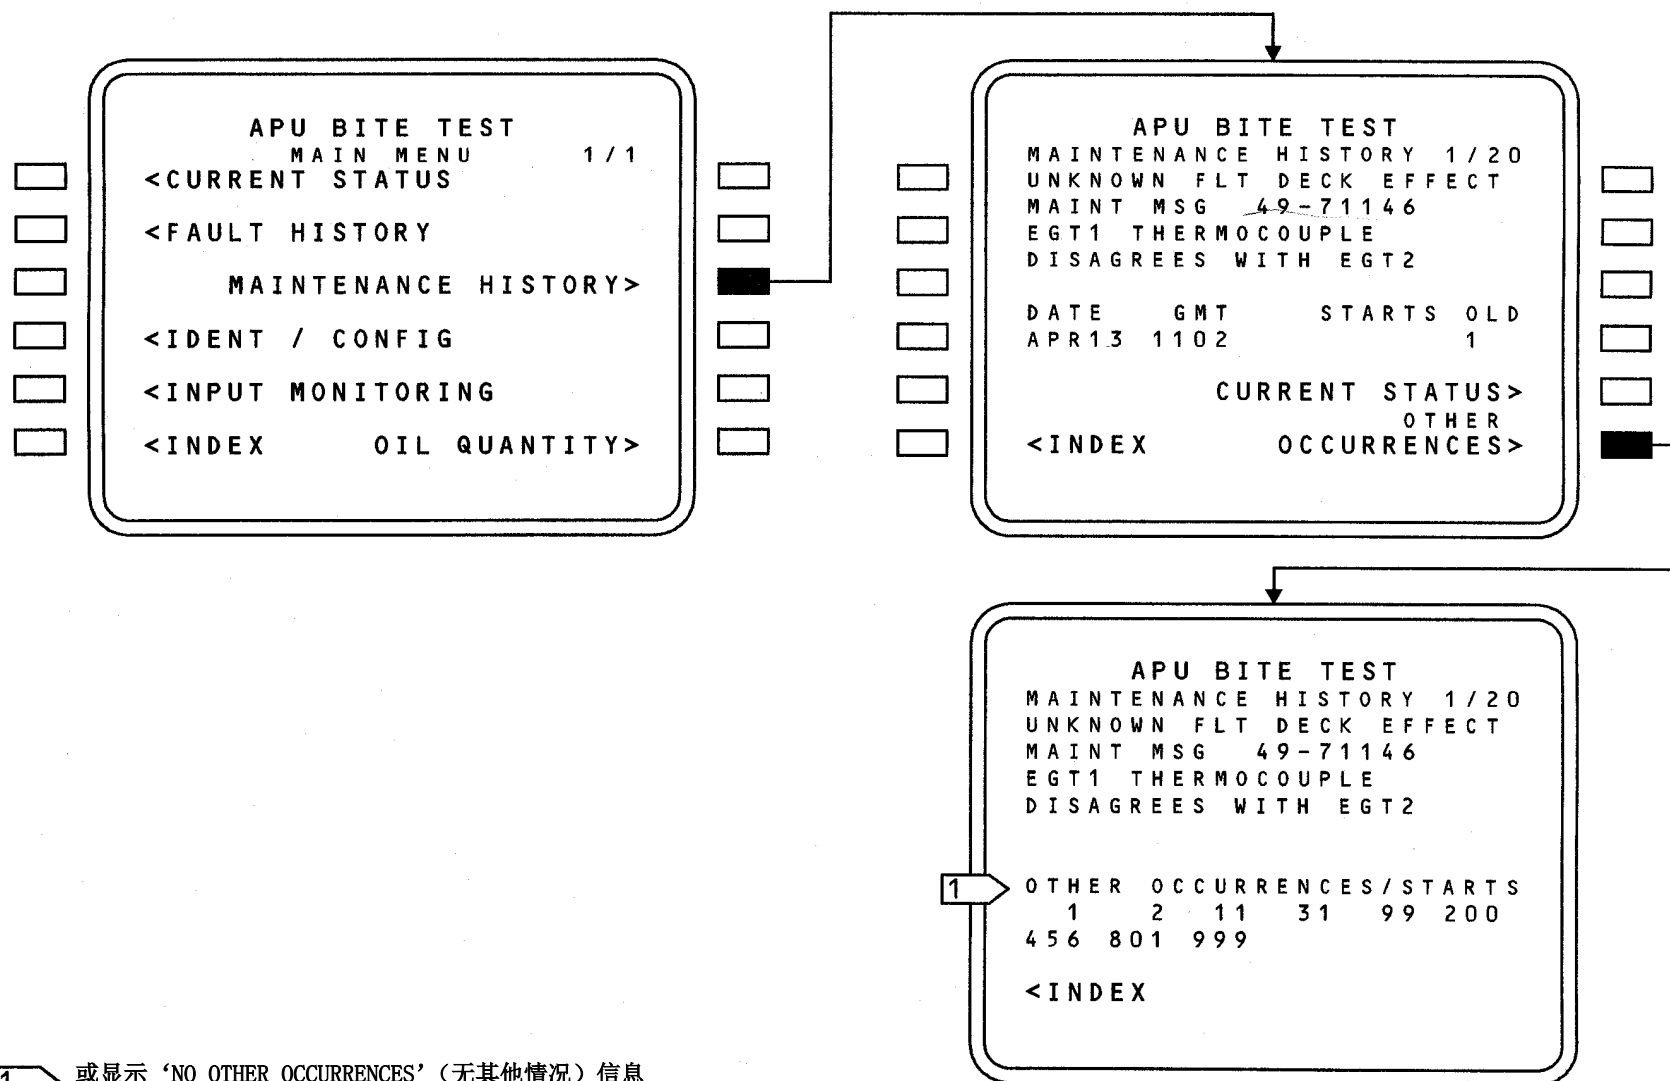 APU BITE TEST
MAIN MENU 1/1
<CURRENT STATUS
<FAULT HISTORY
MAINTENANCE HISTORY>
<IDENT / CONFIG
<INPUT MONITORING
<INDEX OIL QUANTITY>
APU BITE TEST
MAINTENANCE HISTORY 1/20
UNKNOWN FLT DECK EFFECT
MAINT MSG 49-71146
EGT1 THERMOCOUPLE
DISAGREES WITH EGT2
DATE GMT STARTS OLD
APR13 1102 1
CURRENT STATUS>
OTHER
<INDEX OCCURRENCES>
APU BITE TEST
MAINTENANCE HISTORY 1/20
UNKNOWN FLT DECK EFFECT
MAINT MSG 49-71146
EGT1 THERMOCOUPLE
DISAGREES WITH EGT2
1 OTHER OCCURRENCES/STARTS
1 2 11 31 99 200
456 801 999
<INDEX
1 或显示‘NO OTHER OCCURRENCES’（无其他情况）信息